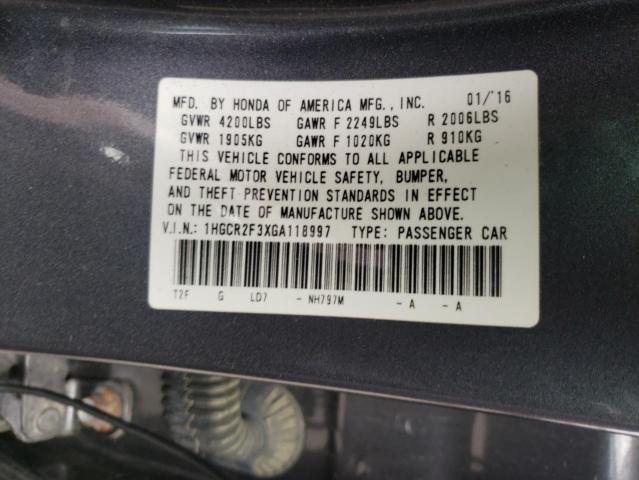 MFD. BY HONDA OF AMERICA MFG., INC. 01/'16
GVWR 4200LBS GAWR F 2249LBS R 2006LBS
GVWR 1905KG GAWR F 1020KG R 910KG
THIS VEHICLE CONFORMS TO ALL APPLICABLE
FEDERAL MOTOR VEHICLE SAFETY, BUMPER,
AND THEFT PREVENTION STANDARDS IN EFFECT
ON THE DATE OF MANUFACTURE SHOWN ABOVE.
V.I.N.: 1HGCR2F3XGA118997 TYPE: PASSENGER CAR
T2F G LD7 - NH797M - A - A